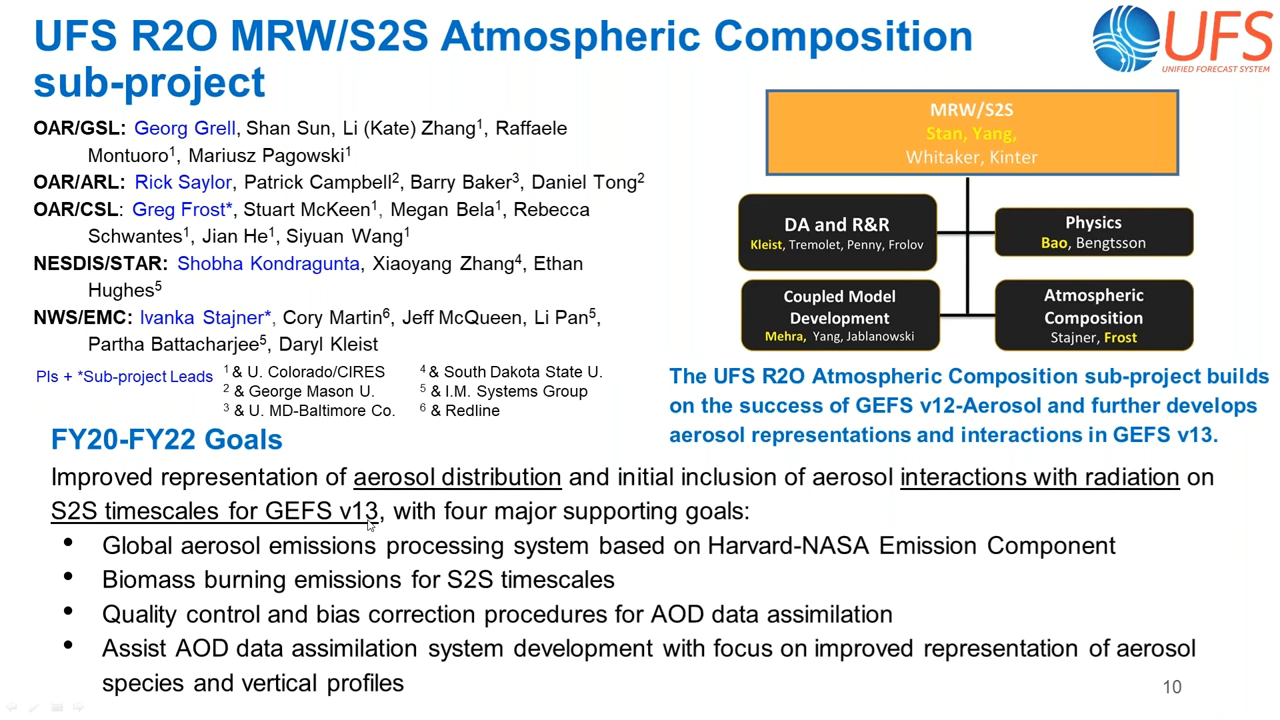 UFS R2O MRW/S2S Atmospheric Composition
sub-project
UFS
UNIFIED FORECAST SYSTEM
OAR/GSL: Georg Grell, Shan Sun, Li (Kate) Zhang¹, Raffaele
Montuoro¹, Mariusz Pagowski¹
OAR/ARL: Rick Saylor, Patrick Campbell², Barry Baker³, Daniel Tong²
OAR/CSL: Greg Frost*, Stuart McKeen¹, Megan Bela¹, Rebecca
Schwantes¹, Jian He¹, Siyuan Wang¹
NESDIS/STAR: Shobha Kondragunta, Xiaoyang Zhang⁴, Ethan
Hughes⁵
NWS/EMC: Ivanka Stajner*, Cory Martin⁶, Jeff McQueen, Li Pan⁵,
Partha Battacharjee⁵, Daryl Kleist
PIs + *Sub-project Leads
¹ & U. Colorado/CIRES
² & George Mason U.
³ & U. MD-Baltimore Co.
⁴ & South Dakota State U.
⁵ & I.M. Systems Group
⁶ & Redline
MRW/S2S
Stan, Yang,
Whitaker, Kinter
DA and R&R
Kleist, Tremolet, Penny, Frolov
Physics
Bao, Bengtsson
Coupled Model
Development
Mehra, Yang, Jablanowski
Atmospheric
Composition
Stajner, Frost
The UFS R2O Atmospheric Composition sub-project builds
on the success of GEFS v12-Aerosol and further develops
aerosol representations and interactions in GEFS v13.
FY20-FY22 Goals
Improved representation of aerosol distribution and initial inclusion of aerosol interactions with radiation on
S2S timescales for GEFS v13, with four major supporting goals:
• Global aerosol emissions processing system based on Harvard-NASA Emission Component
• Biomass burning emissions for S2S timescales
• Quality control and bias correction procedures for AOD data assimilation
• Assist AOD data assimilation system development with focus on improved representation of aerosol
species and vertical profiles
10